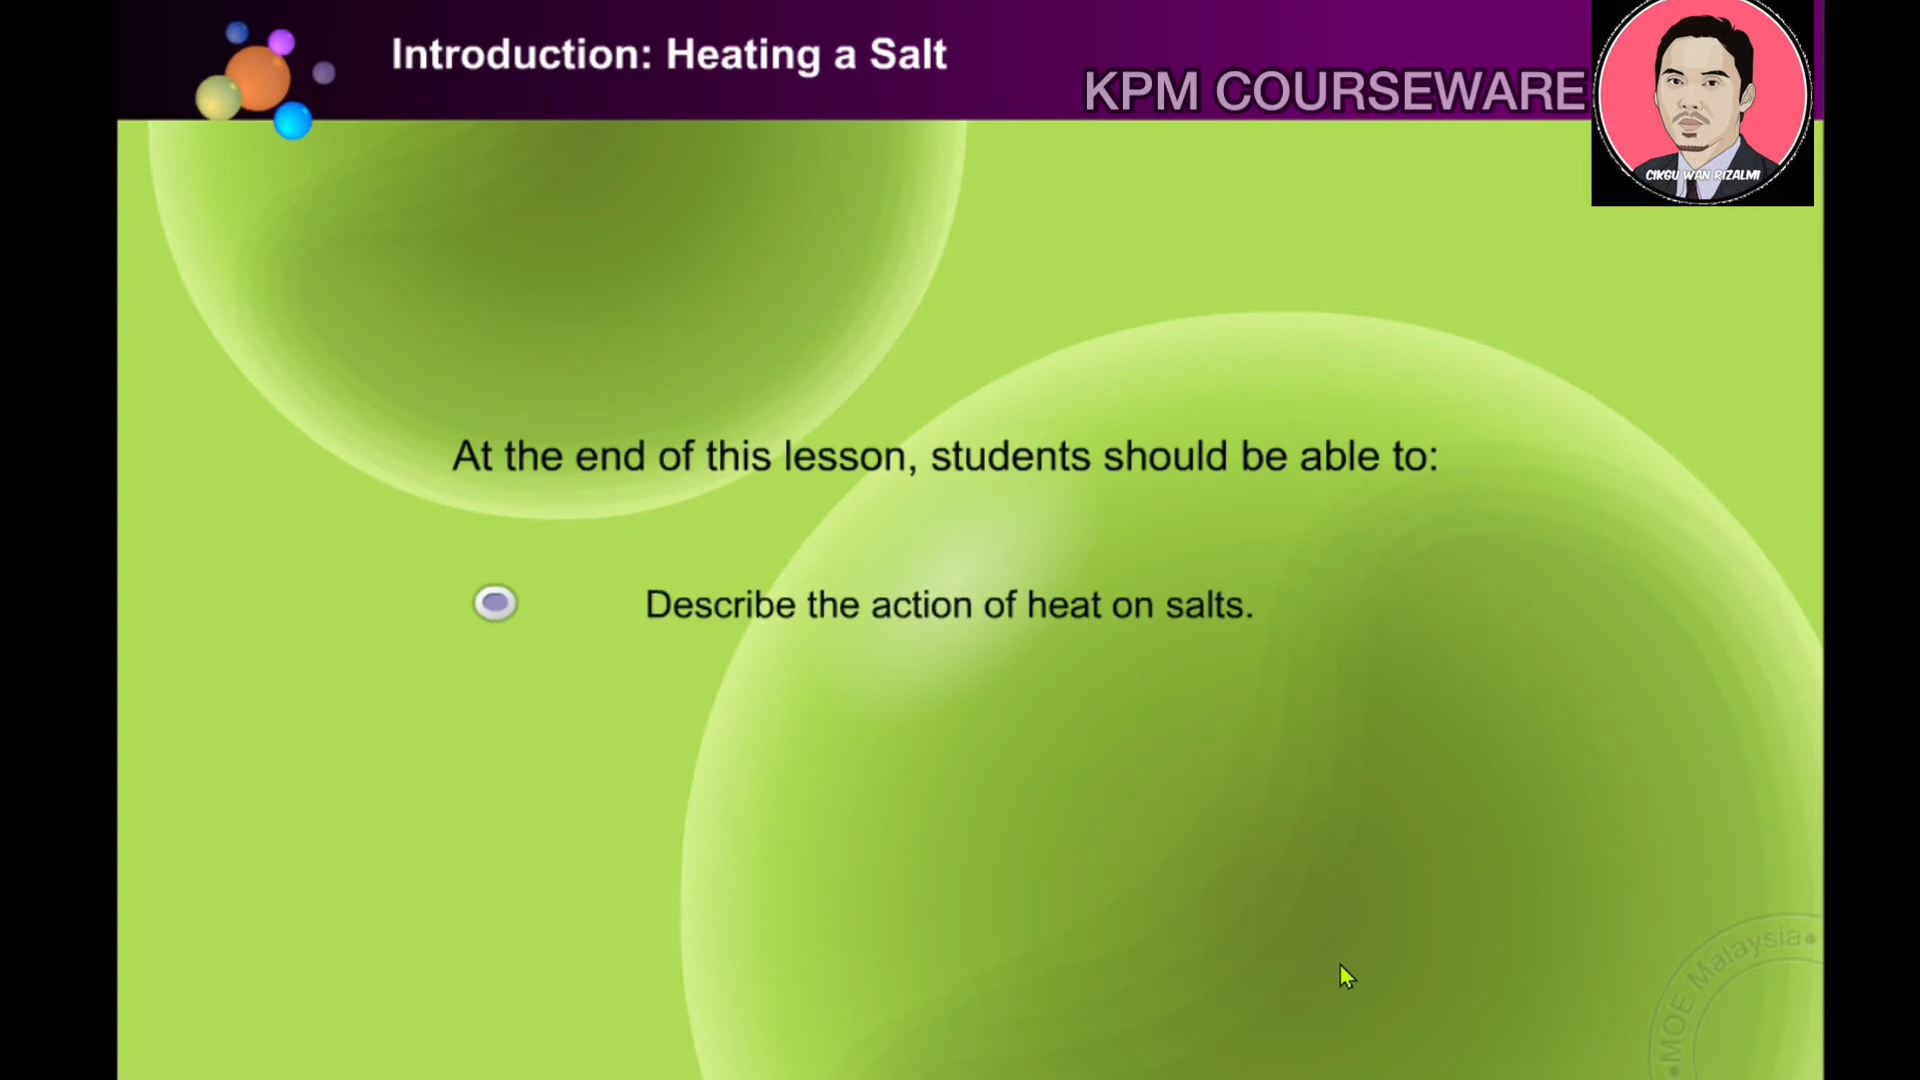 Introduction: Heating a Salt
KPM COURSEWARE
CIKGU WAN RIZALMI
At the end of this lesson, students should be able to:
Describe the action of heat on salts.
MOE Malaysia